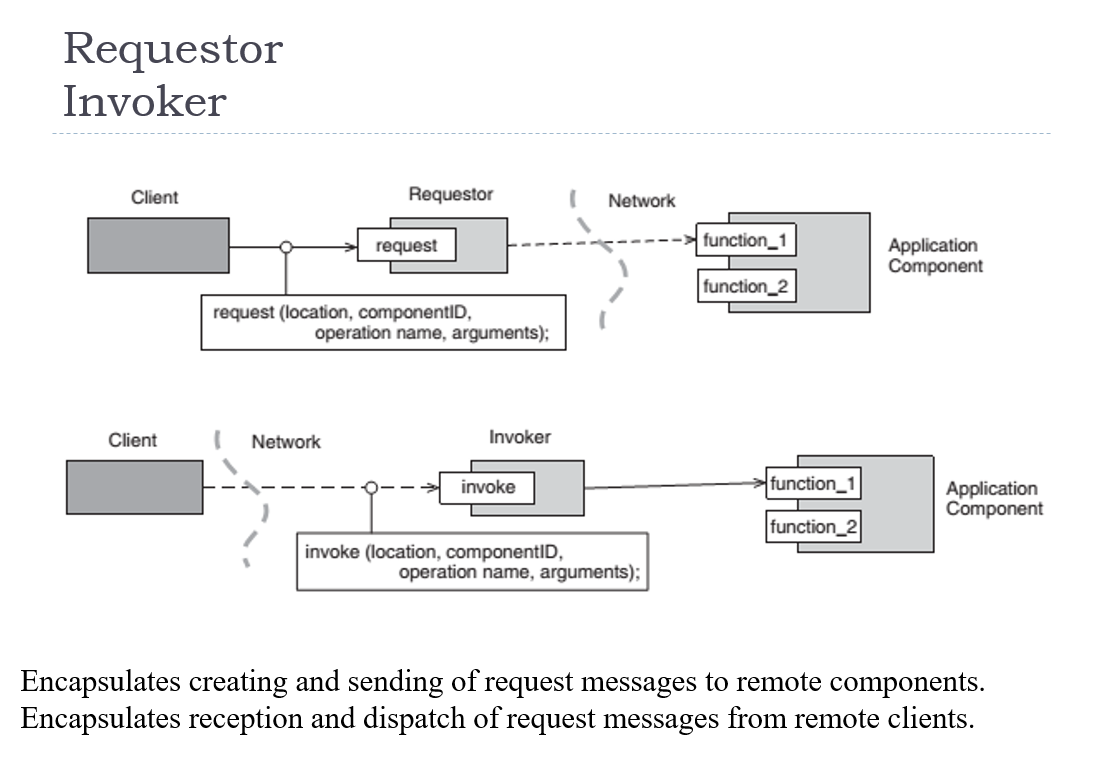 Requestor
Invoker
Client
Requestor
Network
request
function_1
function_2
Application
Component
request (location, componentID,
operation name, arguments);
Client
Network
Invoker
invoke
function_1
function_2
Application
Component
invoke (location, componentID,
operation name, arguments);
Encapsulates creating and sending of request messages to remote components.
Encapsulates reception and dispatch of request messages from remote clients.